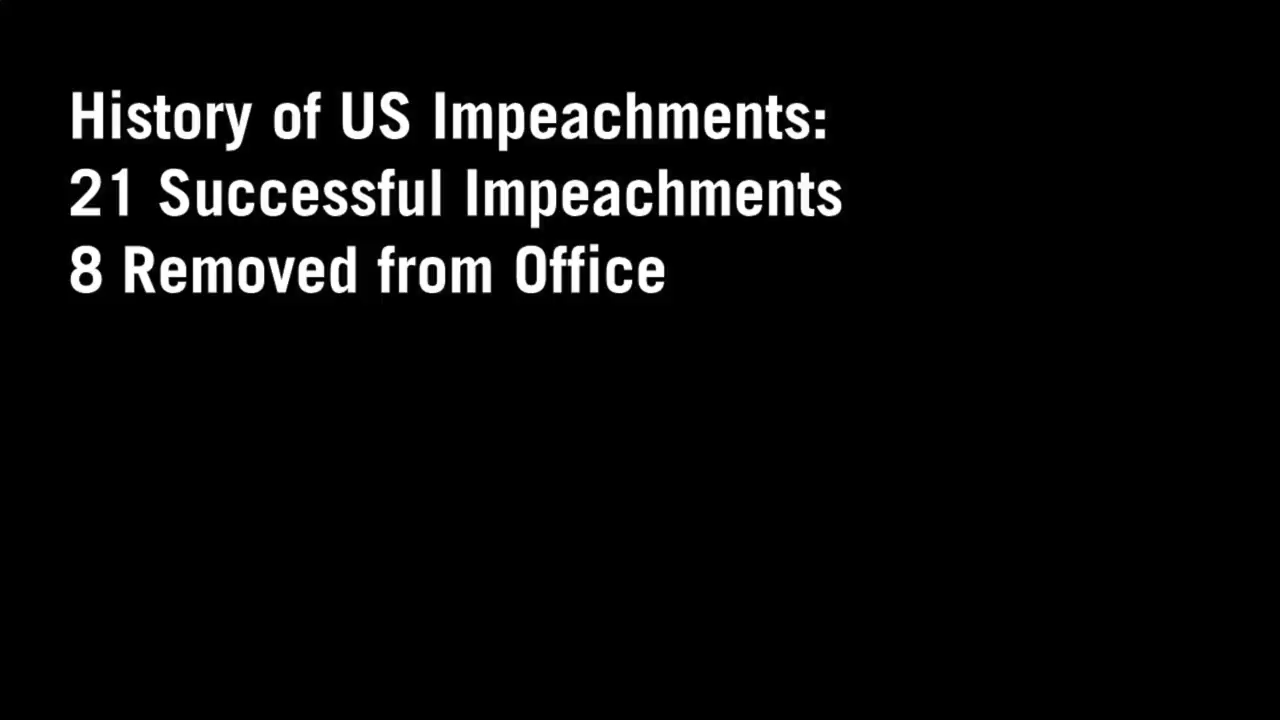 History of US Impeachments:
21 Successful Impeachments
8 Removed from Office